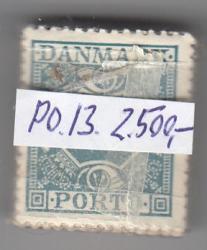 DANMARK
PO.13. 2.500,-
PORTO